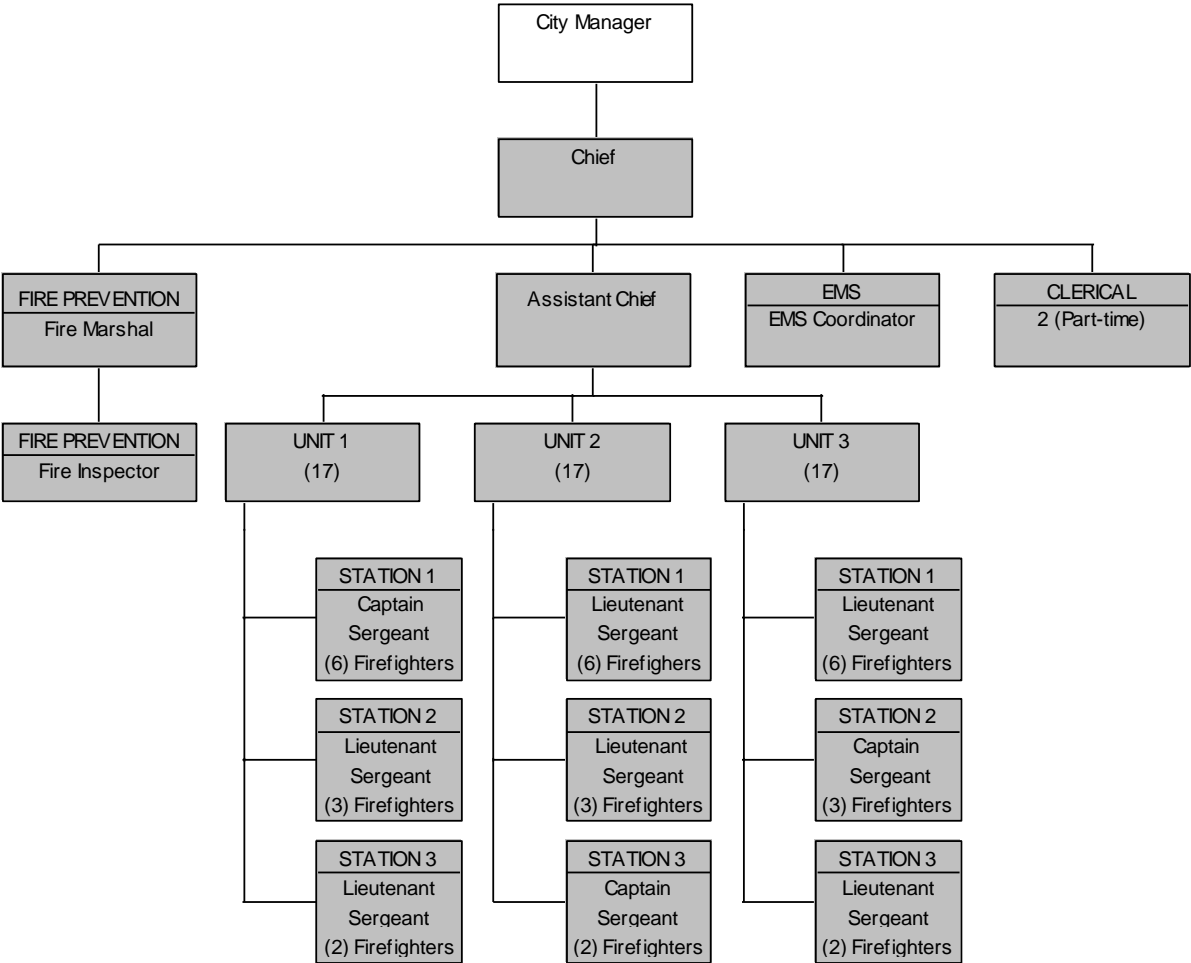 City Manager
Chief
FIRE PREVENTION
Fire Marshal
Assistant Chief
EMS
EMS Coordinator
CLERICAL
2 (Part-time)
FIRE PREVENTION
Fire Inspector
UNIT 1
(17)
UNIT 2
(17)
UNIT 3
(17)
STATION 1
Captain
Sergeant
(6) Firefighters
STATION 1
Lieutenant
Sergeant
(6) Firefighers
STATION 1
Lieutenant
Sergeant
(6) Firefighters
STATION 2
Lieutenant
Sergeant
(3) Firefighters
STATION 2
Lieutenant
Sergeant
(3) Firefighters
STATION 2
Captain
Sergeant
(3) Firefighters
STATION 3
Lieutenant
Sergeant
(2) Firefighters
STATION 3
Captain
Sergeant
(2) Firefighters
STATION 3
Lieutenant
Sergeant
(2) Firefighters